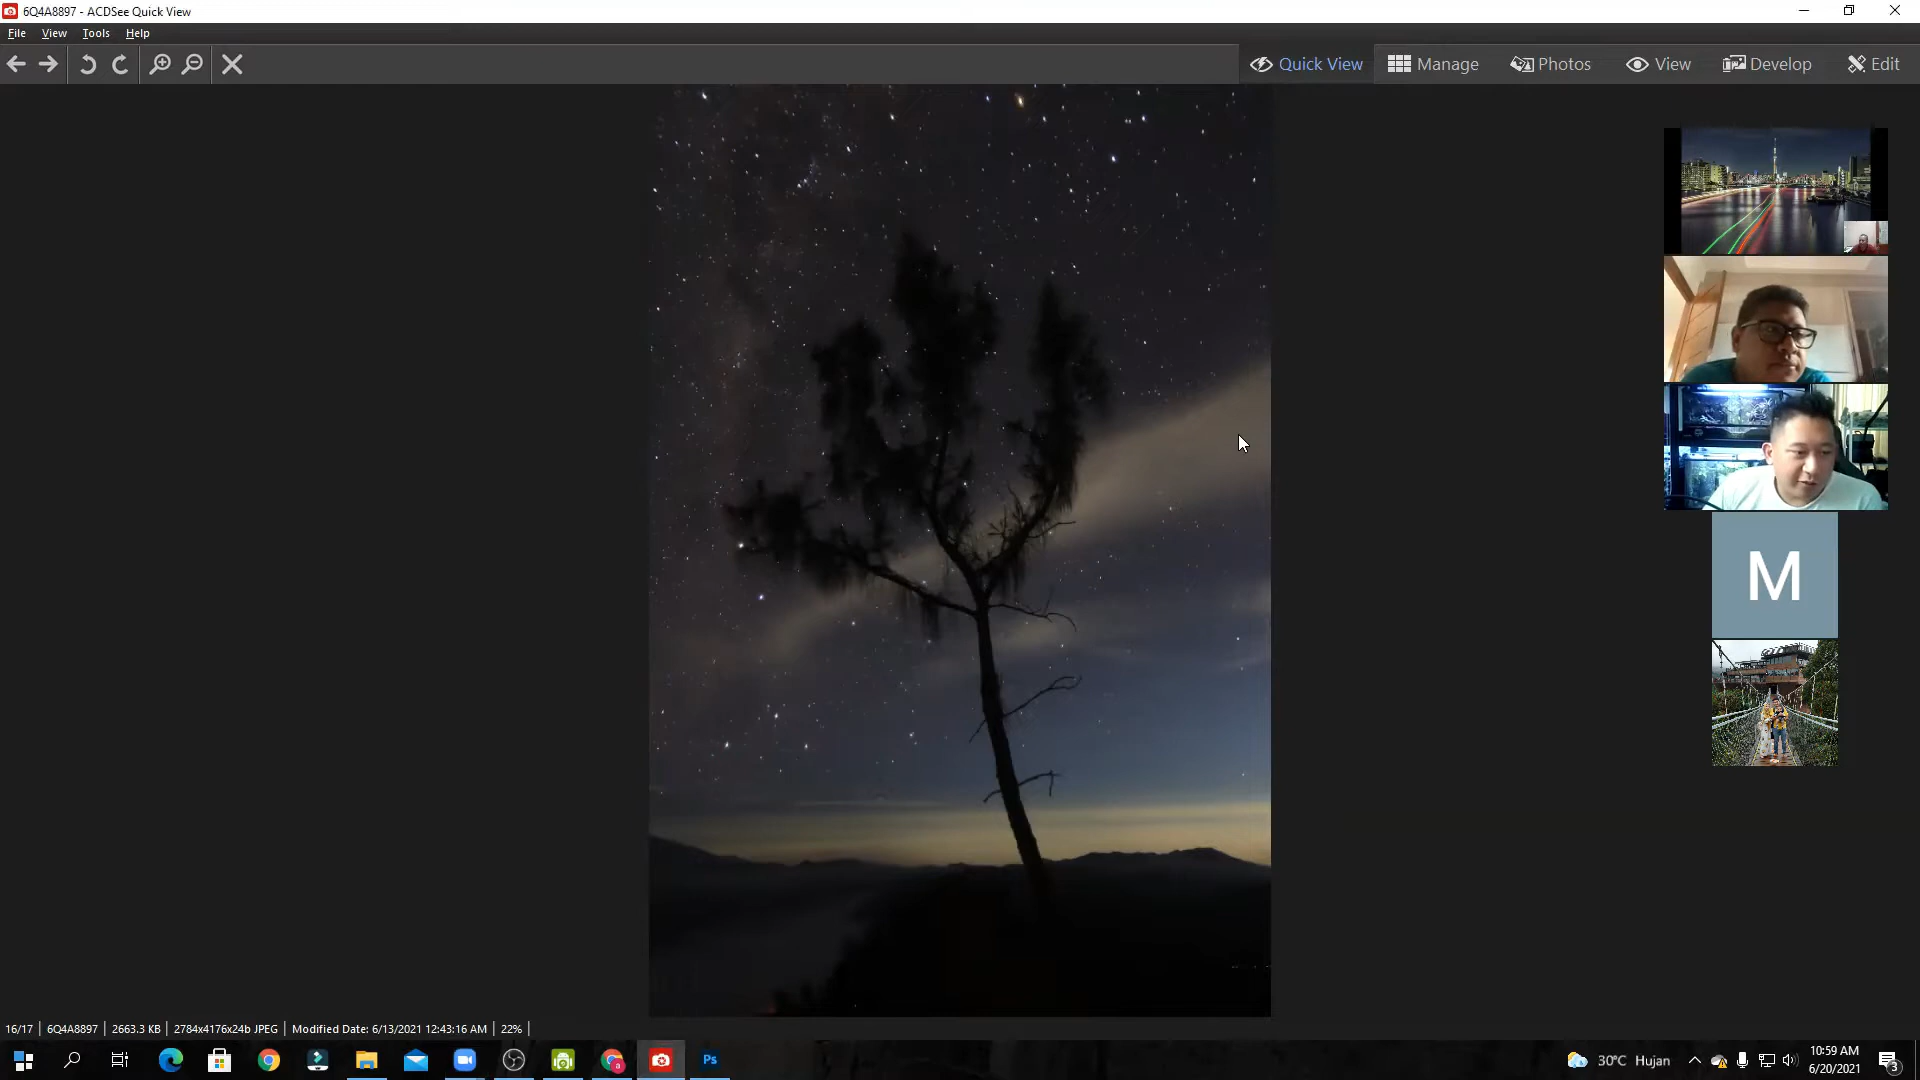 6Q4A8897 - ACDSee Quick View
File View Tools Help
Quick View Manage Photos View Develop Edit
M
16/17 6Q4A8897 2663.3 KB 2784x4176x24b JPEG Modified Date: 6/13/2021 12:43:16 AM 22%
Ps
30°C Hujan
10:59 AM
6/20/2021
3